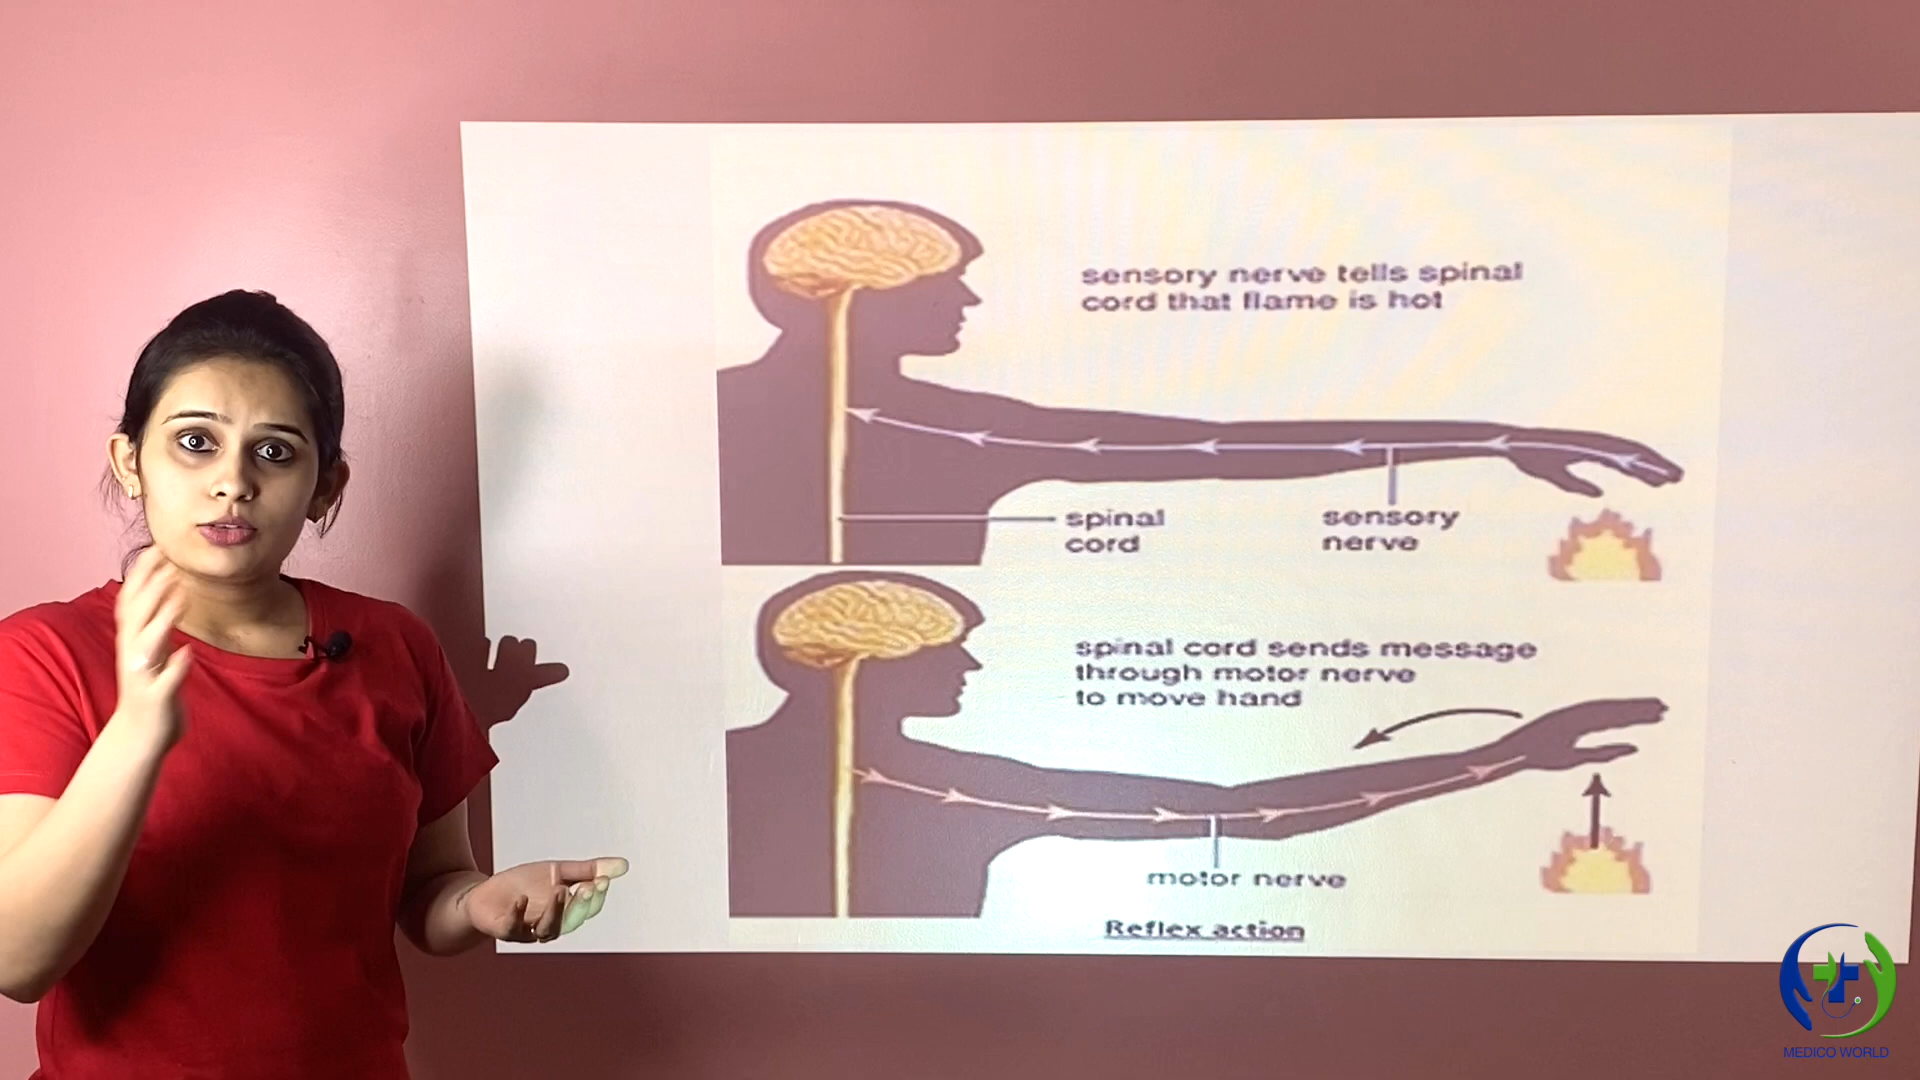 sensory nerve tells spinal
cord that flame is hot
spinal
cord
sensory
nerve
spinal cord sends message
through motor nerve
to move hand
motor nerve
Reflex action
MEDICO WORLD